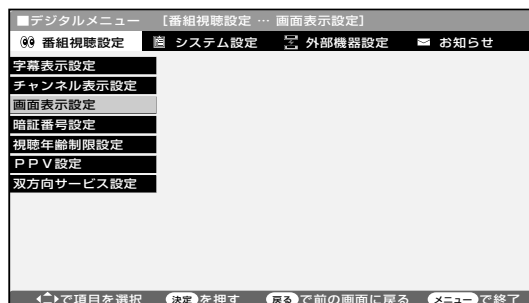 ■デジタルメニュー [番組視聴設定 … 画面表示設定]
番組視聴設定 システム設定 外部機器設定 お知らせ
字幕表示設定
チャンネル表示設定
画面表示設定
暗証番号設定
視聴年齢制限設定
PPV設定
双方向サービス設定
で項目を選択 決定を押す 戻るで前の画面に戻る メニューで終了